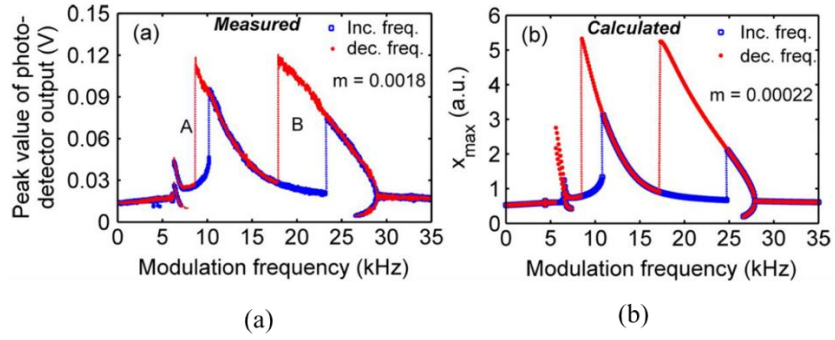 (a) Measured
Inc. freq.
dec. freq.
m = 0.0018
A
B
0.15
0.12
0.09
0.06
0.03
0
0 5 10 15 20 25 30 35
Peak value of photo-
detector output (V)
Modulation frequency (kHz)
(a)
(b) Calculated
Inc. freq.
dec. freq.
m = 0.00022
6
5
4
3
2
1
0
0 5 10 15 20 25 30 35
xmax (a.u.)
Modulation frequency (kHz)
(b)